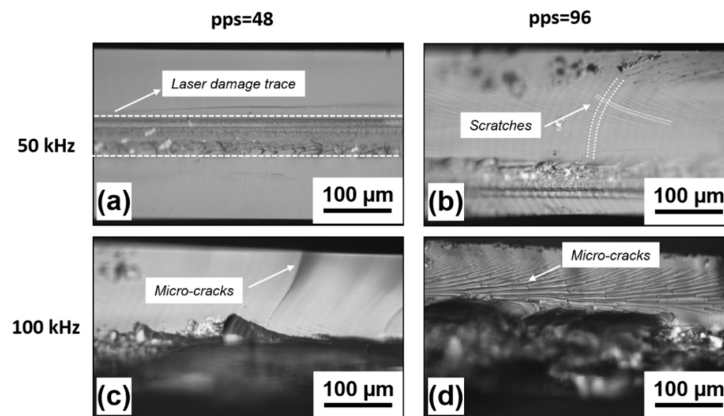 pps=48
pps=96
50 kHz
Laser damage trace
(a)
100 µm
Scratches
(b)
100 µm
100 kHz
Micro-cracks
(c)
100 µm
Micro-cracks
(d)
100 µm